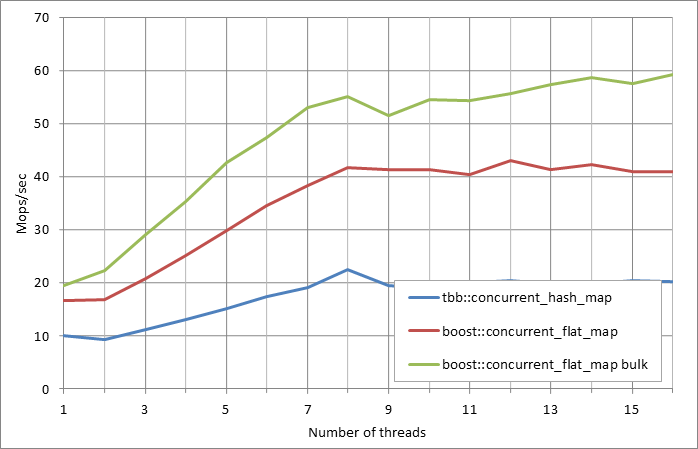 70
60
50
40
30
20
10
0
Mops/sec
tbb::concurrent_hash_map
boost::concurrent_flat_map
boost::concurrent_flat_map bulk
1 3 5 7 9 11 13 15
Number of threads